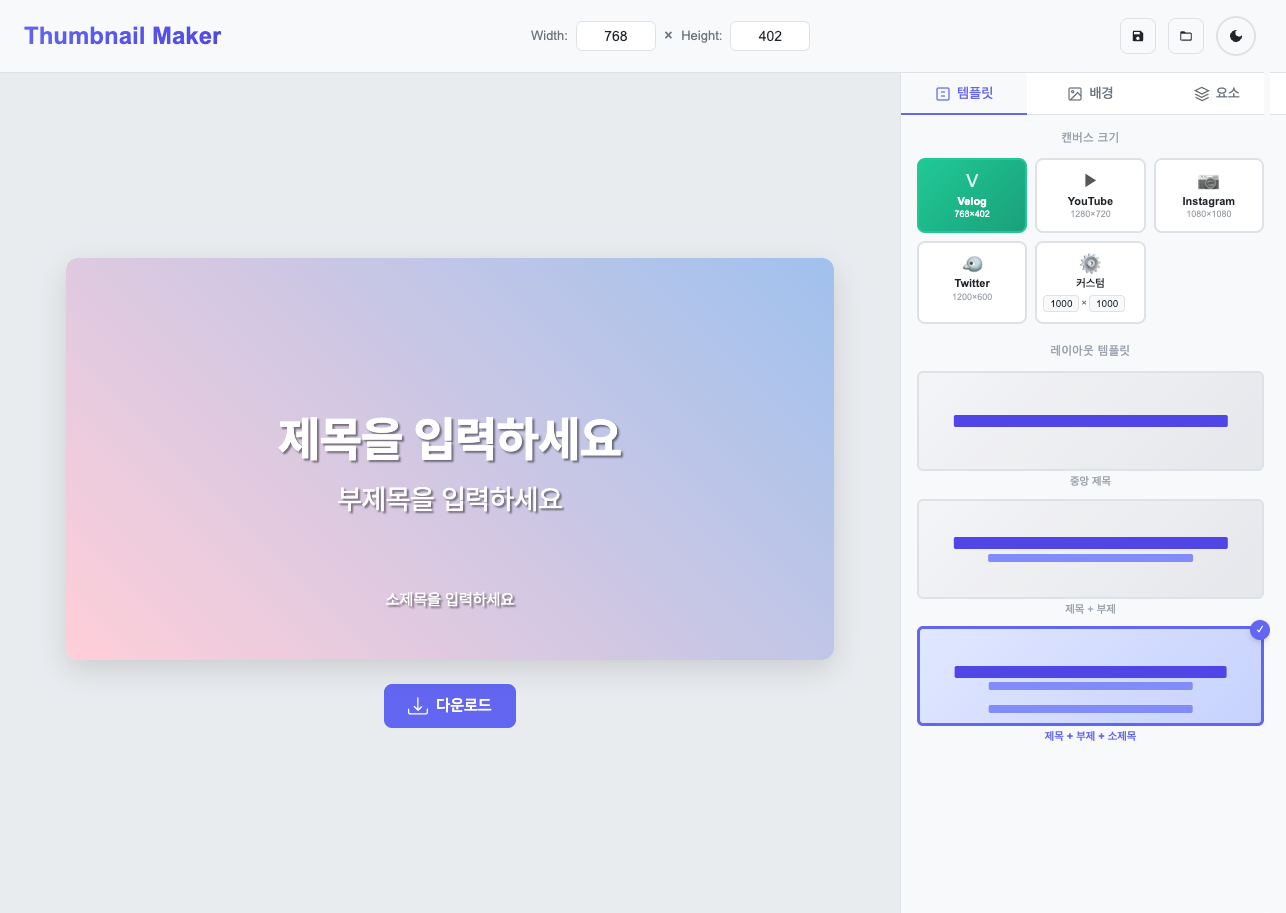 Thumbnail Maker
Width: 768 × Height: 402
템플릿
배경
요소
캔버스 크기
V
Velog
768×402
YouTube
1280×720
Instagram
1080×1080
Twitter
1200×600
커스텀
1000 × 1000
레이아웃 템플릿
중앙 제목
제목 + 부제
제목 + 부제 + 소제목
제목을 입력하세요
부제목을 입력하세요
소제목을 입력하세요
다운로드